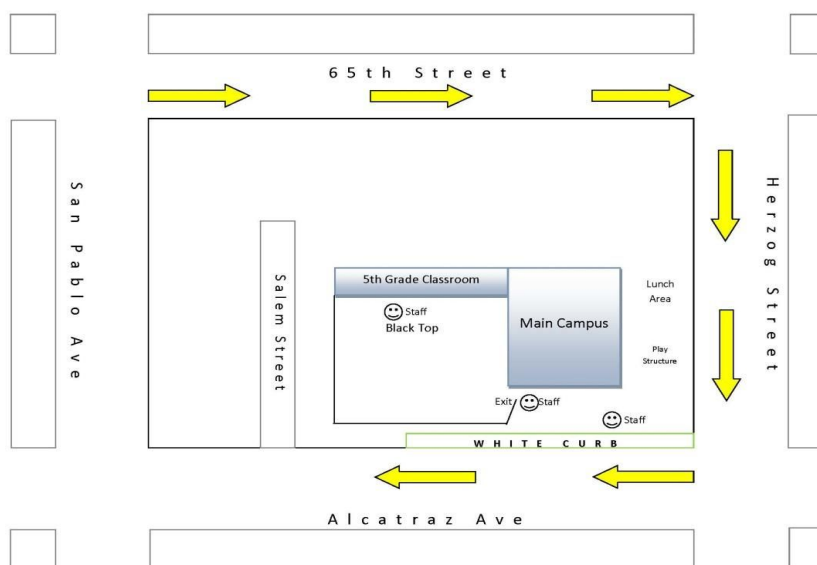 65th Street
San Pablo Ave
Herzog Street
Salem Street
5th Grade Classroom
Staff
Black Top
Main Campus
Lunch
Area
Play
Structure
Exit
Staff
Staff
WHITE CURB
Alcatraz Ave